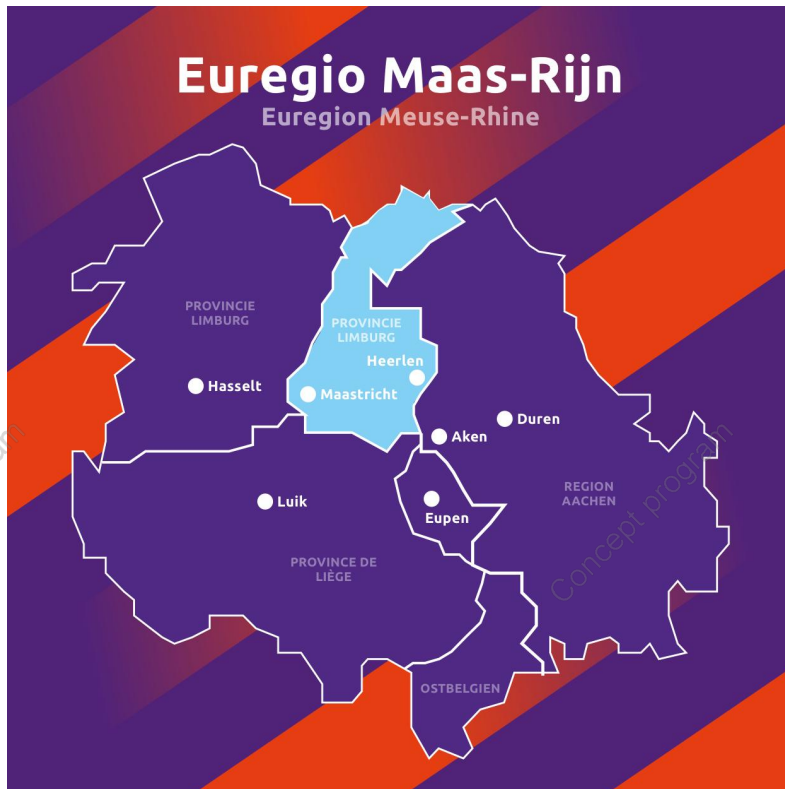 Euregio Maas-Rijn
Euregion Meuse-Rhine
PROVINCIE
LIMBURG
PROVINCIE
LIMBURG
Heerlen
Hasselt
Maastricht
Duren
Aken
REGION
AACHEN
Luik
Eupen
PROVINCE DE
LIÈGE
OSTBELGIEN
Concept program